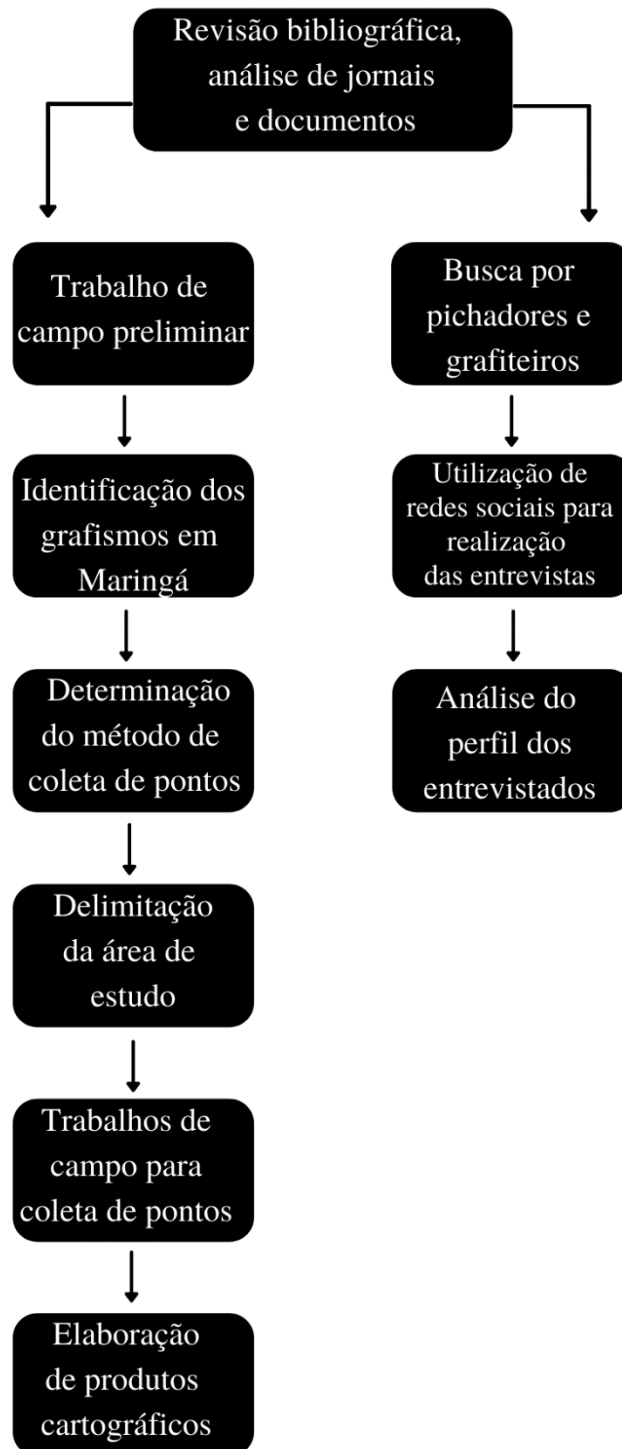 Revisão bibliográfica,
análise de jornais
e documentos
Trabalho de
campo preliminar
Identificação dos
grafismos em
Maringá
Determinação
do método de
coleta de pontos
Delimitação
da área de
estudo
Trabalhos de
campo para
coleta de pontos
Elaboração
de produtos
cartográficos
Busca por
pichadores e
grafiteiros
Utilização de
redes sociais para
realização
das entrevistas
Análise do
perfil dos
entrevistados